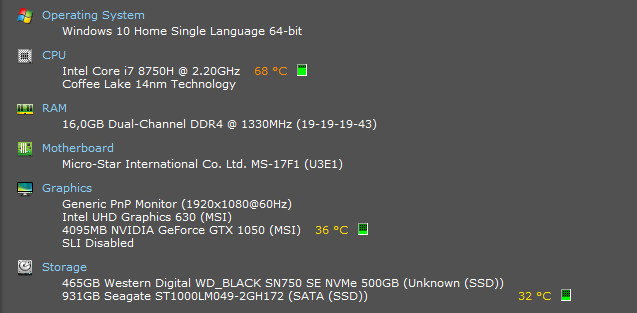 Operating System
Windows 10 Home Single Language 64-bit
CPU
Intel Core i7 8750H @ 2.20GHz 68 °C
Coffee Lake 14nm Technology
RAM
16,0GB Dual-Channel DDR4 @ 1330MHz (19-19-19-43)
Motherboard
Micro-Star International Co. Ltd. MS-17F1 (U3E1)
Graphics
Generic PnP Monitor (1920x1080@60Hz)
Intel UHD Graphics 630 (MSI)
4095MB NVIDIA GeForce GTX 1050 (MSI) 36 °C
SLI Disabled
Storage
465GB Western Digital WD_BLACK SN750 SE NVMe 500GB (Unknown (SSD))
931GB Seagate ST1000LM049-2GH172 (SATA (SSD)) 32 °C